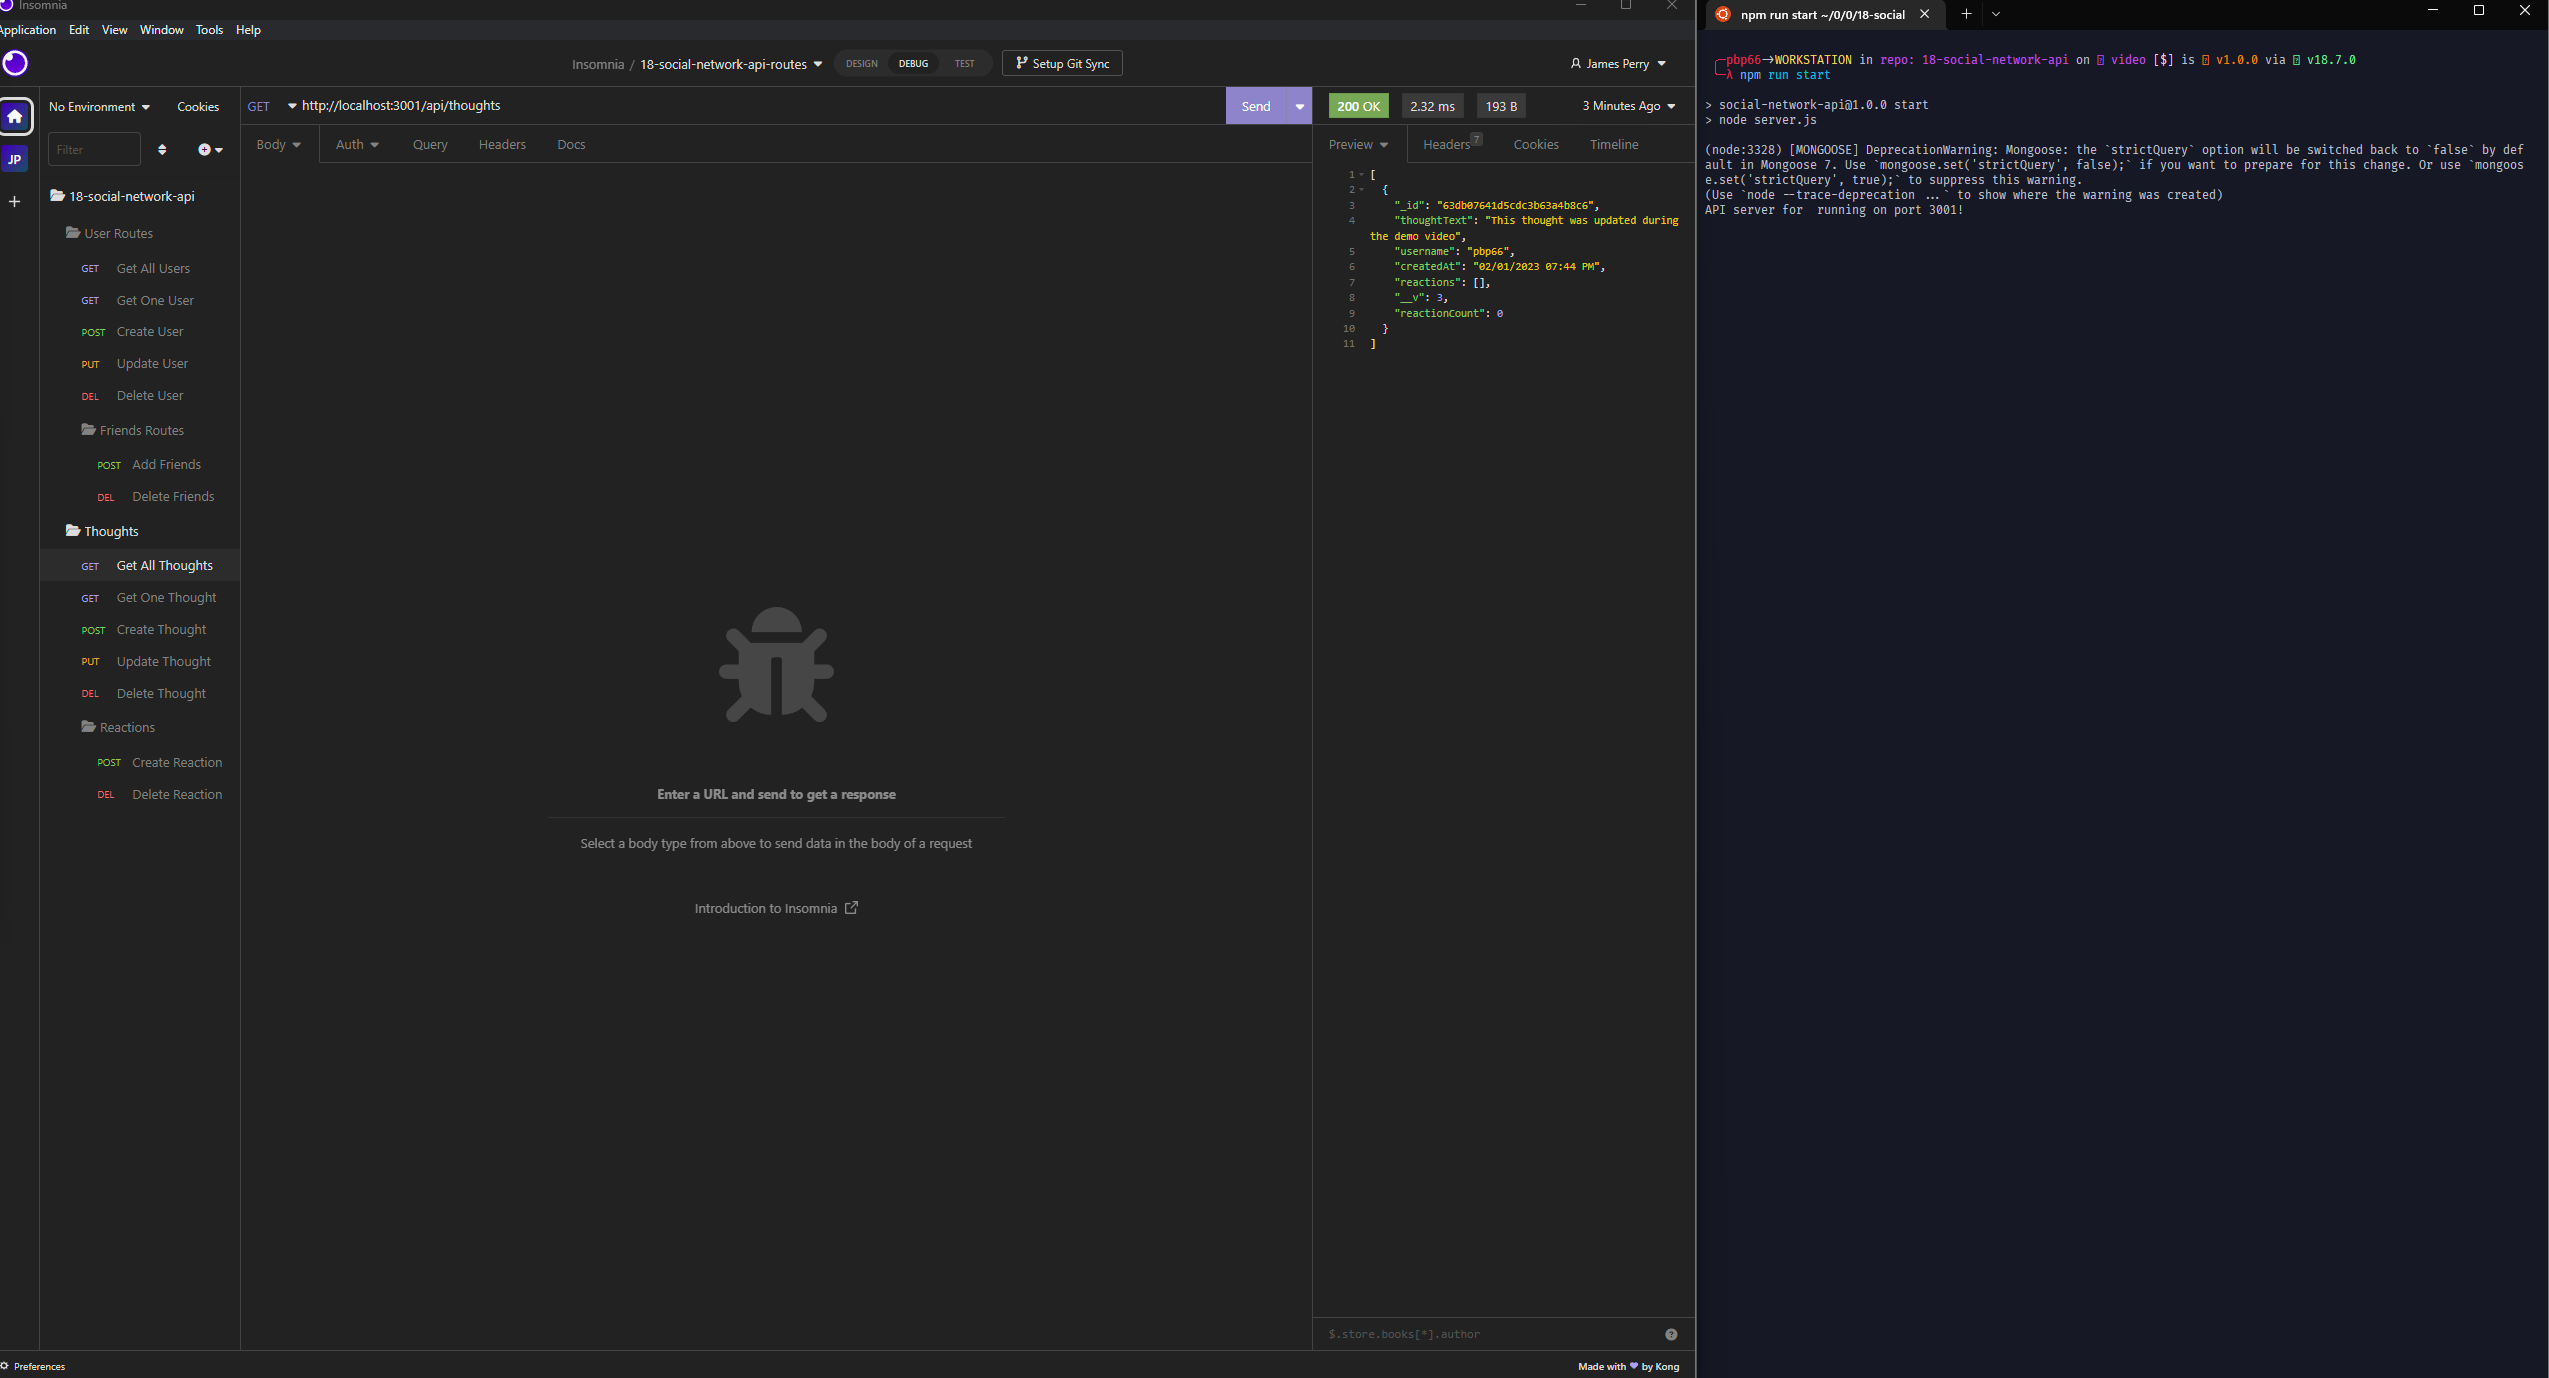 Insomnia
Application Edit View Window Tools Help
Insomnia / 18-social-network-api-routes
DESIGN DEBUG TEST
Setup Git Sync
James Perry
JP
No Environment
Cookies
Filter
18-social-network-api
User Routes
GET Get All Users
GET Get One User
POST Create User
PUT Update User
DEL Delete User
Friends Routes
POST Add Friends
DEL Delete Friends
Thoughts
GET Get All Thoughts
GET Get One Thought
POST Create Thought
PUT Update Thought
DEL Delete Thought
Reactions
POST Create Reaction
DEL Delete Reaction
GET http://localhost:3001/api/thoughts
Send
Body Auth Query Headers Docs
Enter a URL and send to get a response
Select a body type from above to send data in the body of a request
Introduction to Insomnia
200 OK 2.32 ms 193 B 3 Minutes Ago
Preview Headers 7 Cookies Timeline
1 [
2 {
3 "_id": "63db07641d5cdc3b63a4b8c6",
4 "thoughtText": "This thought was updated during
the demo video",
5 "username": "pbp66",
6 "createdAt": "02/01/2023 07:44 PM",
7 "reactions": [],
8 "__v": 3,
9 "reactionCount": 0
10 }
11 ]
$.store.books[*].author
Preferences
Made with ❤ by Kong
npm run start ~/0/0/18-social
pbp66→WORKSTATION in repo: 18-social-network-api on video [$] is v1.0.0 via v18.7.0
λ npm run start
> social-network-api@1.0.0 start
> node server.js
(node:3328) [MONGOOSE] DeprecationWarning: Mongoose: the `strictQuery` option will be switched back to `false` by def
ault in Mongoose 7. Use `mongoose.set('strictQuery', false);` if you want to prepare for this change. Or use `mongoos
e.set('strictQuery', true);` to suppress this warning.
(Use `node --trace-deprecation ...` to show where the warning was created)
API server for  running on port 3001!